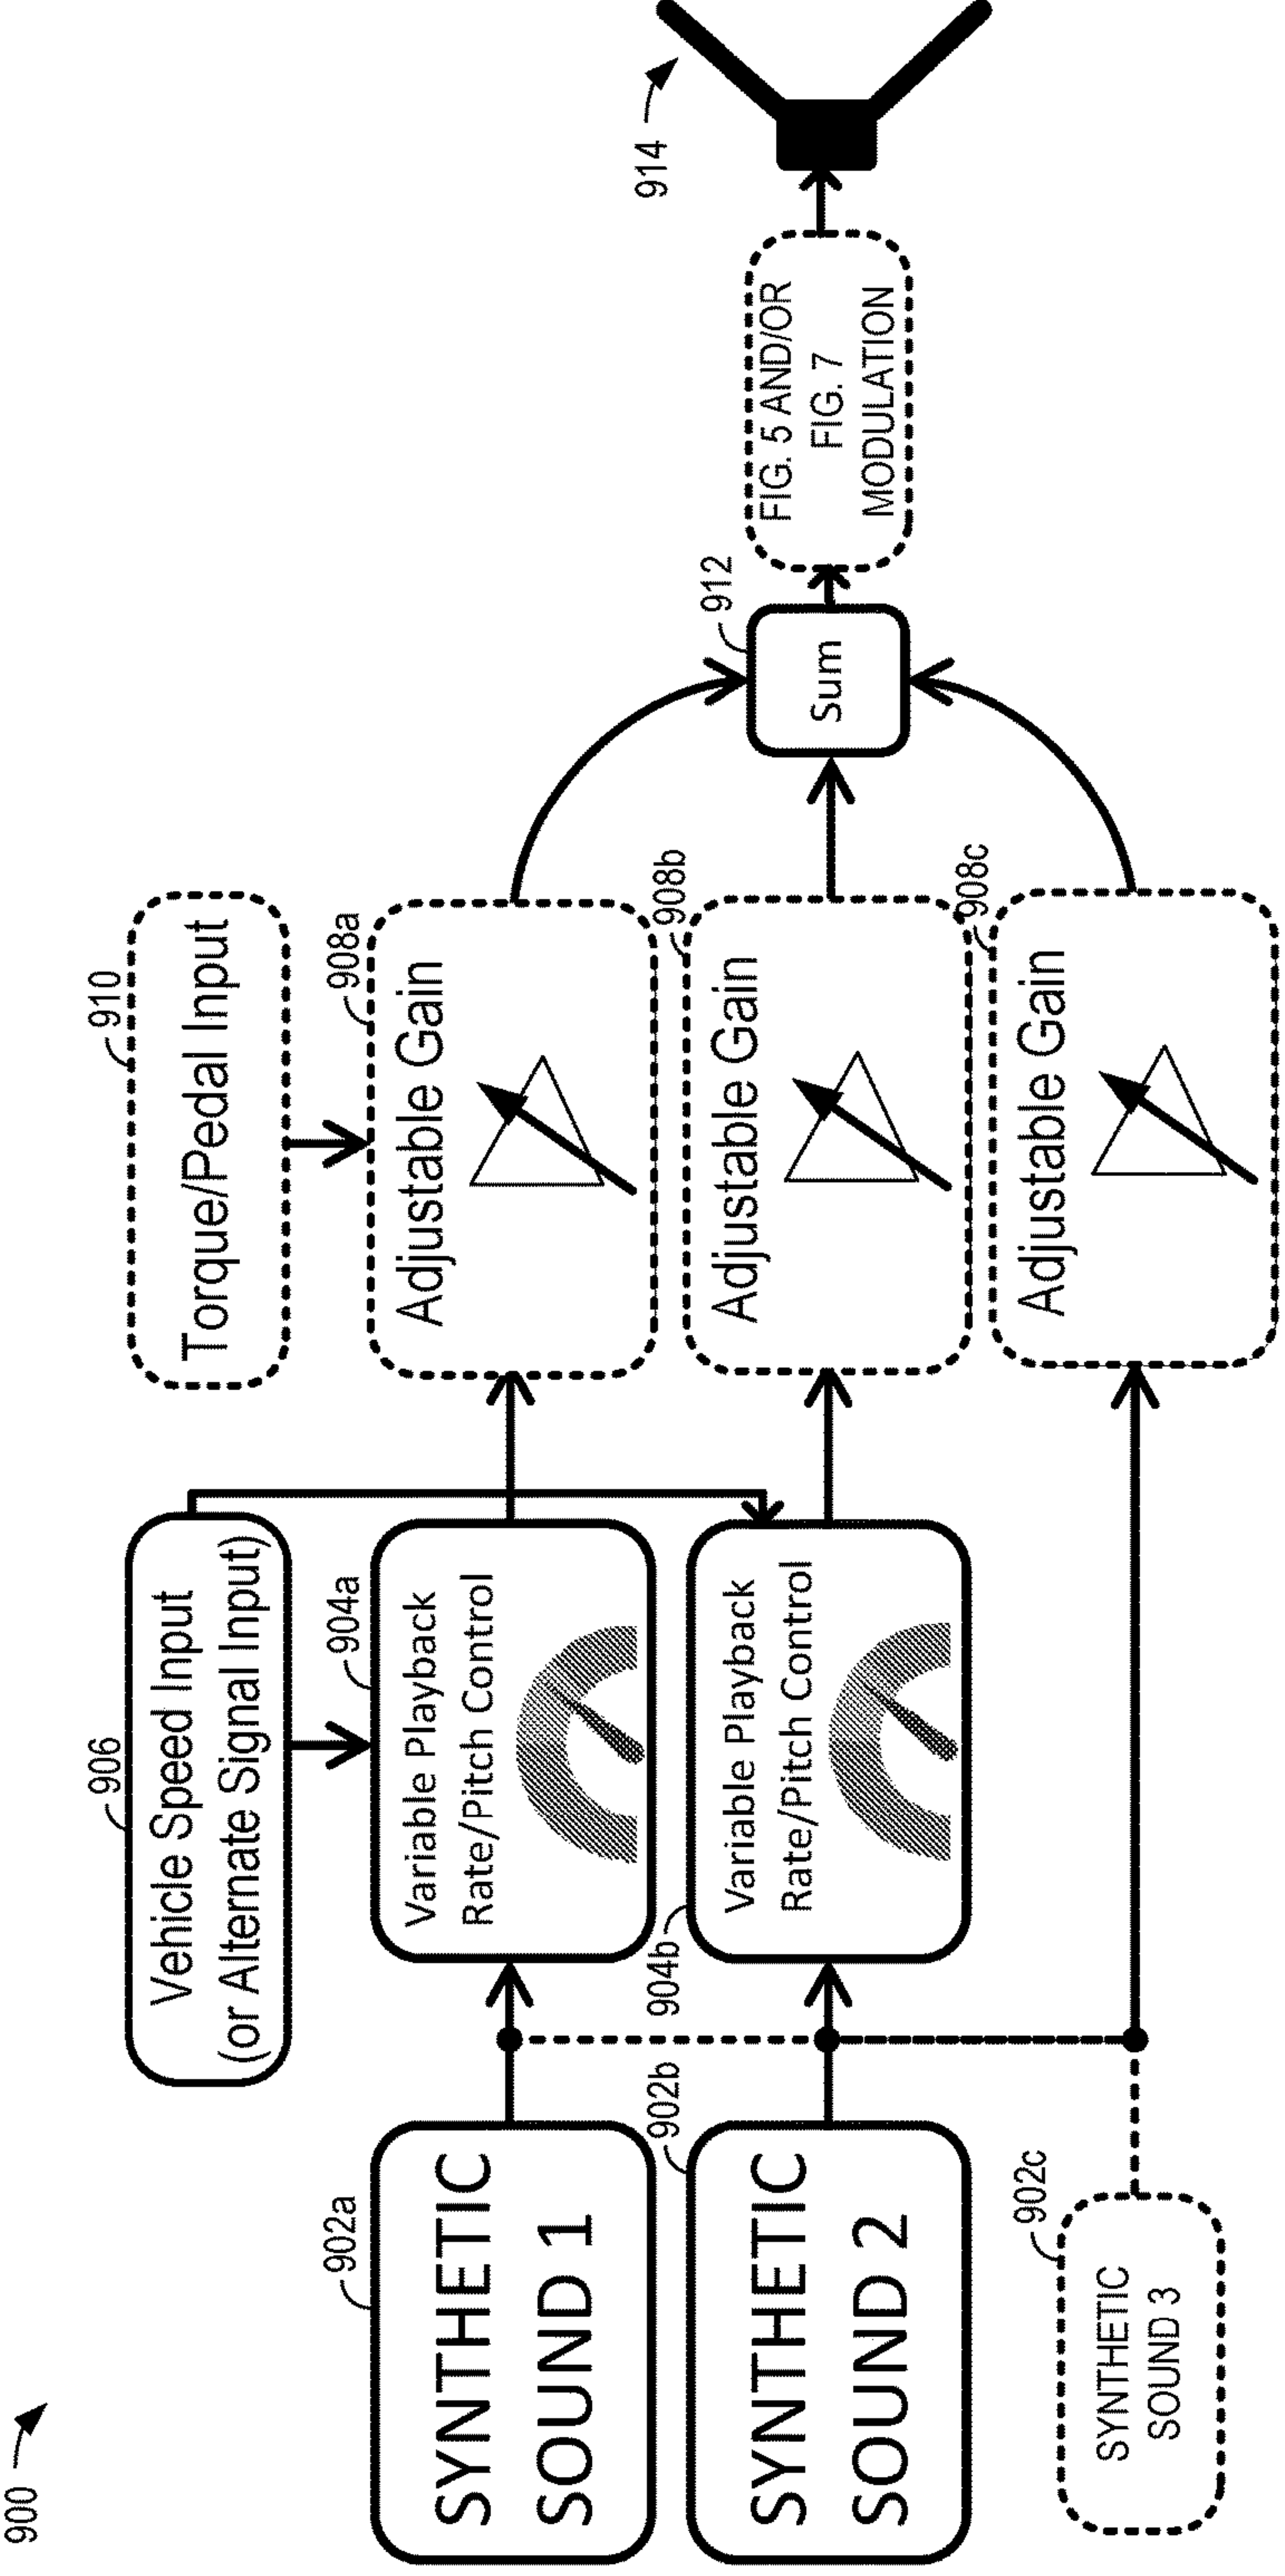 900
906
Vehicle Speed Input
(or Alternate Signal Input)
910
Torque/Pedal Input
902a
SYNTHETIC
SOUND 1
904a
Variable Playback
Rate/Pitch Control
908a
Adjustable Gain
902b
SYNTHETIC
SOUND 2
904b
Variable Playback
Rate/Pitch Control
908b
Adjustable Gain
902c
SYNTHETIC
SOUND 3
908c
Adjustable Gain
912
Sum
FIG. 5 AND/OR
FIG. 7
MODULATION
914